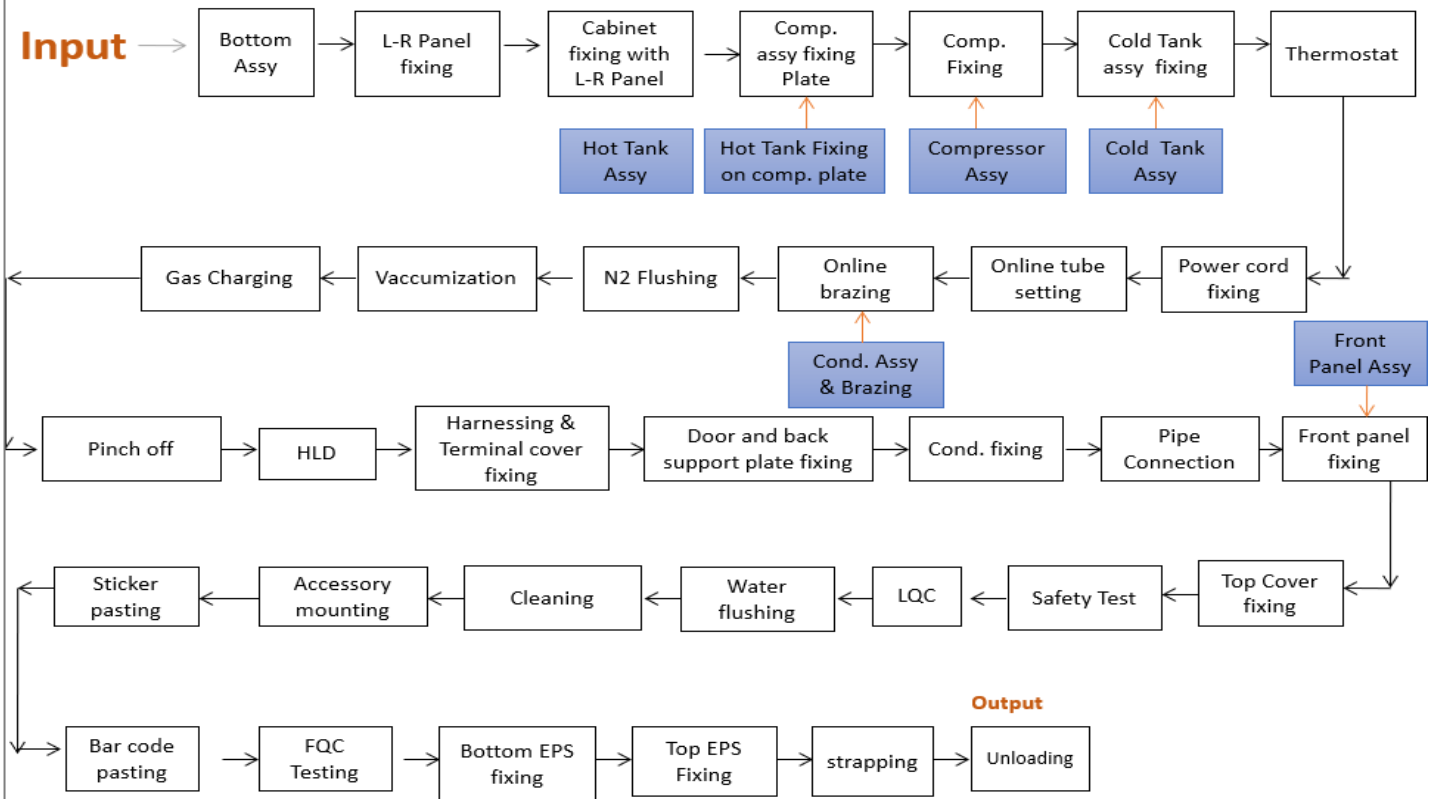 Input
Bottom
Assy
L-R Panel
fixing
Cabinet
fixing with
L-R Panel
Comp.
assy fixing
Plate
Comp.
Fixing
Cold Tank
assy fixing
Thermostat
Hot Tank
Assy
Hot Tank Fixing
on comp. plate
Compressor
Assy
Cold Tank
Assy
Power cord
fixing
Online tube
setting
Online
brazing
N2 Flushing
Vaccumization
Gas Charging
Cond. Assy
& Brazing
Front
Panel Assy
Pinch off
HLD
Harnessing &
Terminal cover
fixing
Door and back
support plate fixing
Cond. fixing
Pipe
Connection
Front panel
fixing
Top Cover
fixing
Safety Test
LQC
Water
flushing
Cleaning
Accessory
mounting
Sticker
pasting
Bar code
pasting
FQC
Testing
Bottom EPS
fixing
Top EPS
Fixing
strapping
Output
Unloading